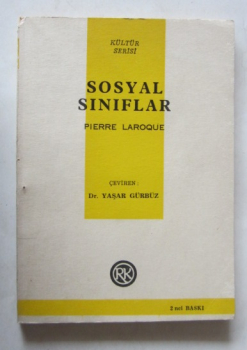 KÜLTÜR
SERİSİ
SOSYAL
SINIFLAR
PIERRE LAROQUE
ÇEVİREN :
Dr. YAŞAR GÜRBÜZ
RK
2 nci BASKI